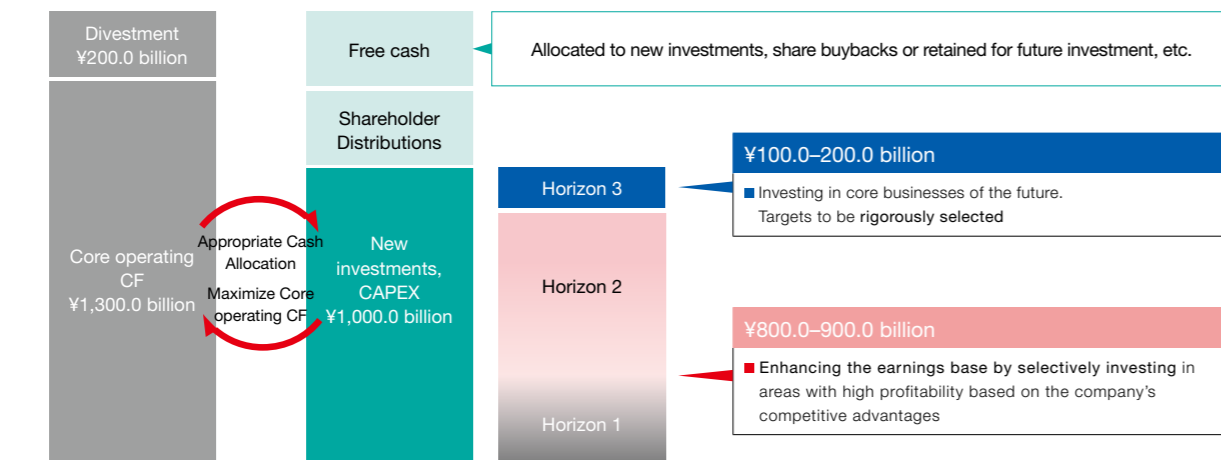 Divestment
¥200.0 billion
Core operating
CF
¥1,300.0 billion
Appropriate Cash
Allocation
Maximize Core
operating CF
Free cash
Shareholder
Distributions
New
investments,
CAPEX
¥1,000.0 billion
Allocated to new investments, share buybacks or retained for future investment, etc.
Horizon 3
Horizon 2
Horizon 1
¥100.0–200.0 billion
Investing in core businesses of the future.
Targets to be rigorously selected
¥800.0–900.0 billion
Enhancing the earnings base by selectively investing in
areas with high profitability based on the company’s
competitive advantages